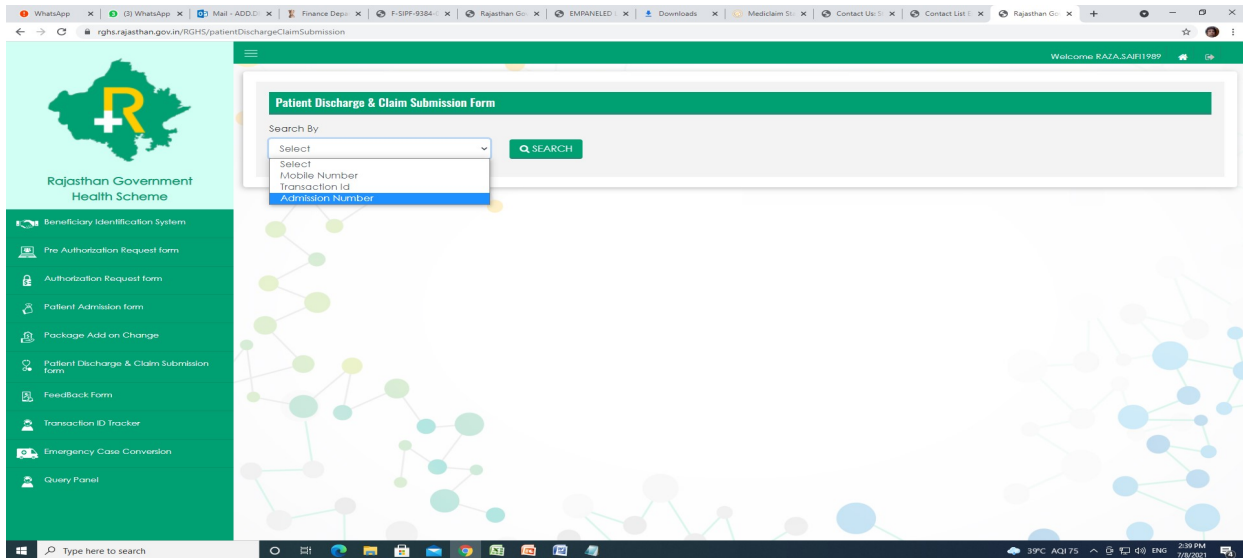 WhatsApp
(3) WhatsApp
Mail - ADD.D
Finance Depa
F-SIPF-9384-
Rajasthan Go
EMPANELED
Downloads
Mediclaim St
Contact Us: S
Contact List
Rajasthan Go
rghs.rajasthan.gov.in/RGHS/patientDischargeClaimSubmission
Welcome RAZA.SAIFI1989
R
Rajasthan Government
Health Scheme
Beneficiary Identification System
Pre Authorization Request form
Authorization Request form
Patient Admission form
Package Add on Change
Patient Discharge & Claim Submission
form
FeedBack Form
Transaction ID Tracker
Emergency Case Conversion
Query Panel
Patient Discharge & Claim Submission Form
Search By
Select
SEARCH
Select
Mobile Number
Transaction Id
Admission Number
Type here to search
39°C AQI 75
ENG
2:39 PM
7/8/2021